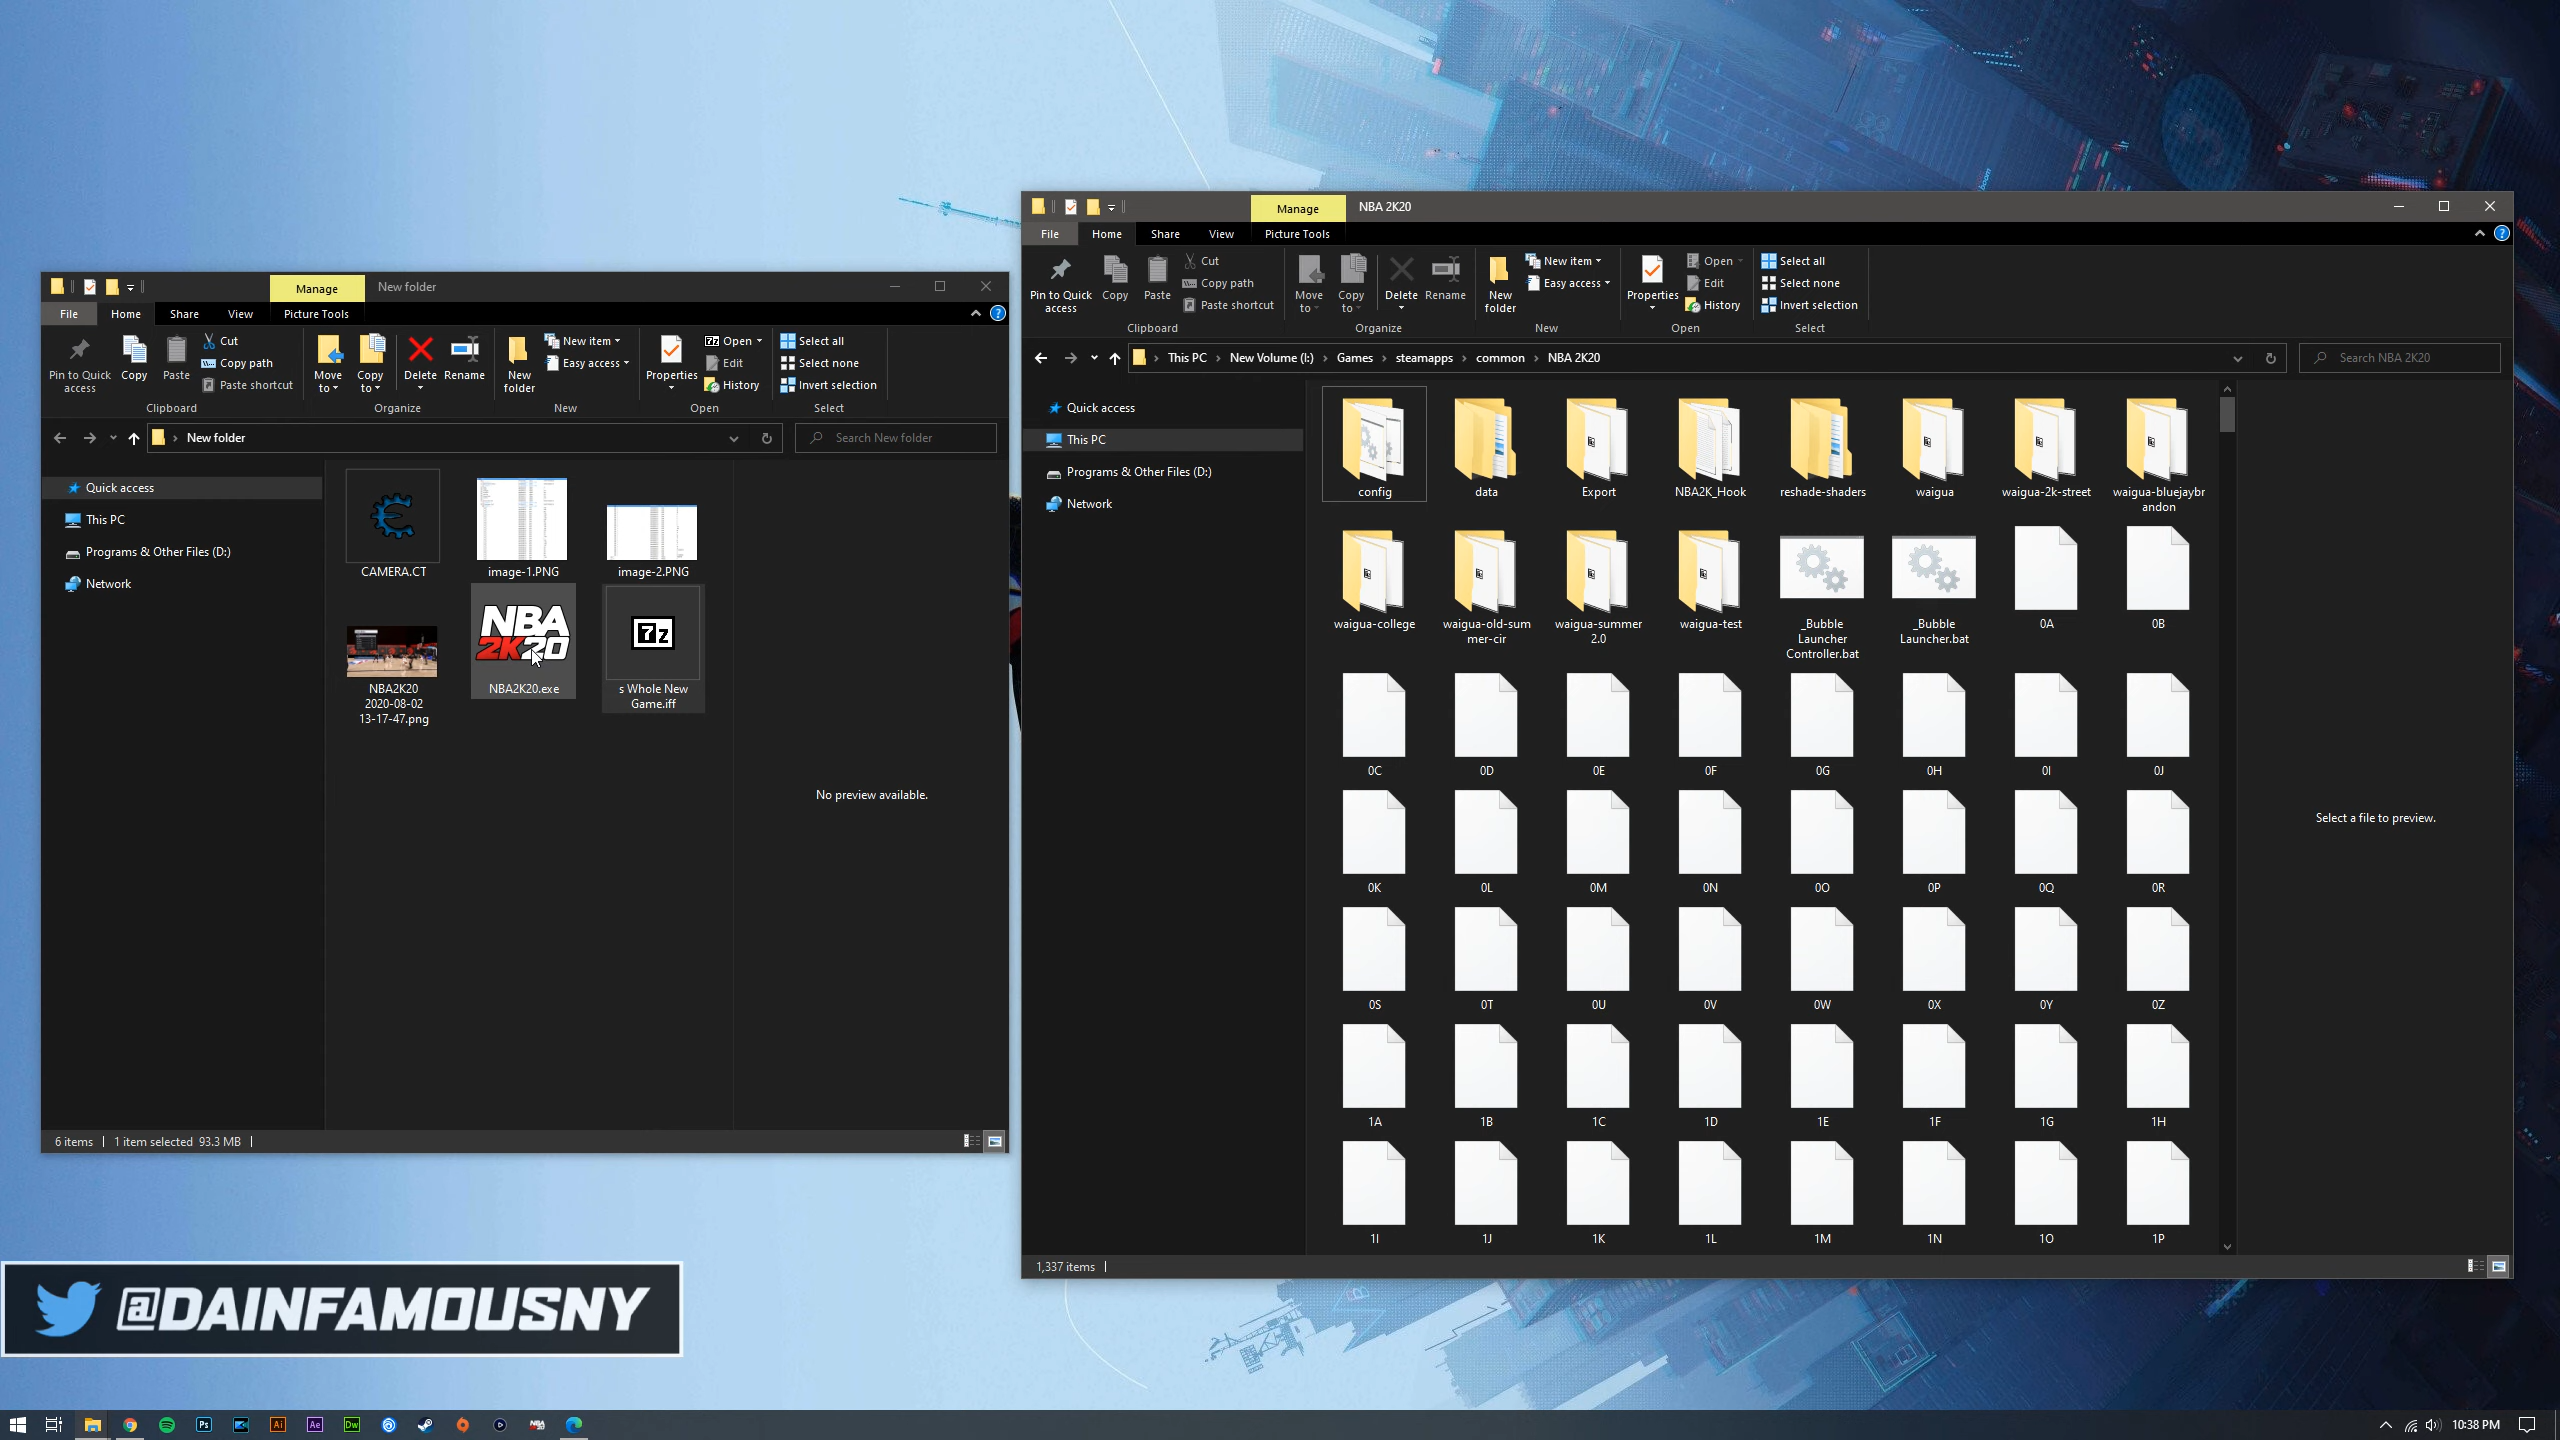 Manage
New folder
File
Home
Share
View
Picture Tools
Pin to Quick
access
Copy
Paste
Cut
Copy path
Paste shortcut
Clipboard
Move
to
Copy
to
Delete
Rename
Organize
New
folder
New item
Easy access
New
Properties
Open
Edit
History
Open
Select all
Select none
Invert selection
Select
New folder
Search New folder
Quick access
This PC
Programs & Other Files (D:)
Network
CAMERA.CT
image-1.PNG
image-2.PNG
NBA2K20
2020-08-02
13-17-47.png
NBA
2K20
NBA2K20.exe
7z
s Whole New
Game.iff
No preview available.
6 items
1 item selected 93.3 MB
Manage
NBA 2K20
File
Home
Share
View
Picture Tools
Pin to Quick
access
Copy
Paste
Cut
Copy path
Paste shortcut
Clipboard
Move
to
Copy
to
Delete
Rename
Organize
New
folder
New item
Easy access
New
Properties
Open
Edit
History
Open
Select all
Select none
Invert selection
Select
This PC > New Volume (I:) > Games > steamapps > common > NBA 2K20
Search NBA 2K20
Quick access
This PC
Programs & Other Files (D:)
Network
config
data
Export
NBA2K_Hook
reshade-shaders
waigua
waigua-2k-street
waigua-bluejaybr
andon
waigua-college
waigua-old-sum
mer-cir
waigua-summer
2.0
waigua-test
_Bubble
Launcher
Controller.bat
_Bubble
Launcher.bat
0A
0B
0C
0D
0E
0F
0G
0H
0I
0J
0K
0L
0M
0N
0O
0P
0Q
0R
0S
0T
0U
0V
0W
0X
0Y
0Z
1A
1B
1C
1D
1E
1F
1G
1H
1I
1J
1K
1L
1M
1N
1O
1P
Select a file to preview.
1,337 items
@DAINFAMOUSNY
Ps
Ai
Ae
Dw
10:38 PM